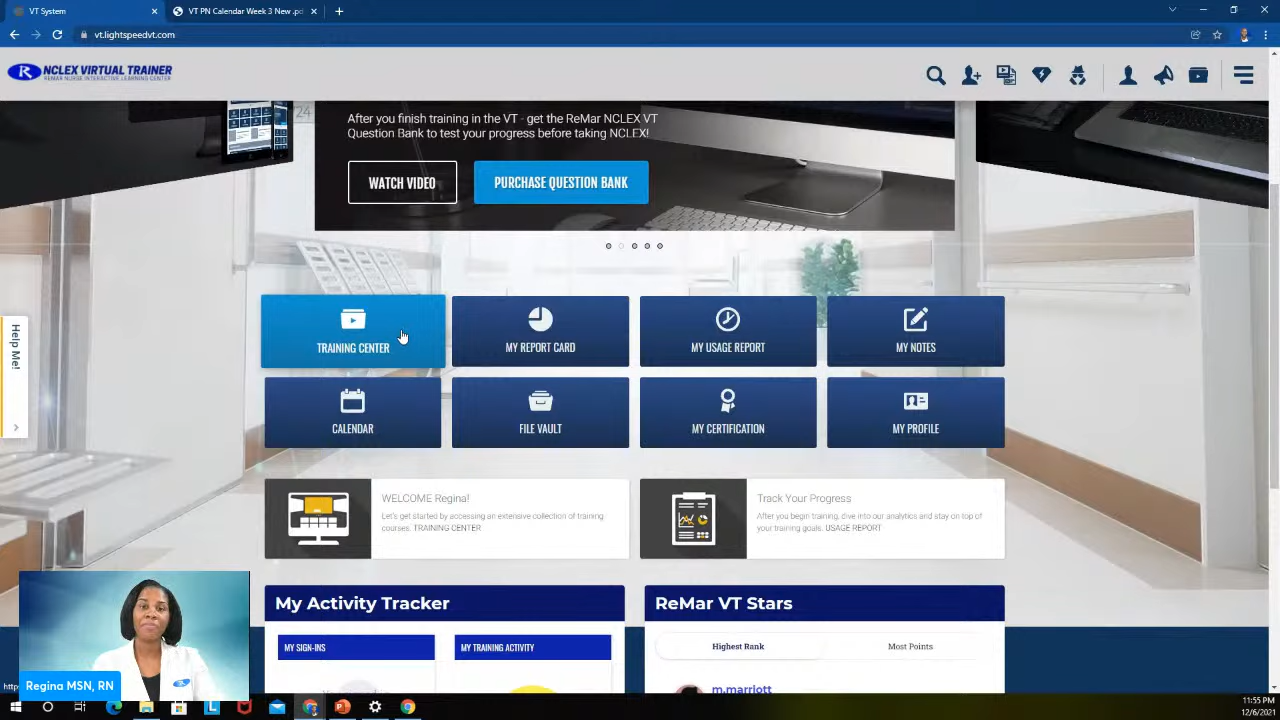 VT System
VT PN Calendar Week 3 New .pd
vt.lightspeedvt.com
R NCLEX VIRTUAL TRAINER
REMAR NURSE INTERACTIVE LEARNING CENTER
24
After you finish training in the VT - get the ReMar NCLEX VT
Question Bank to test your progress before taking NCLEX!
WATCH VIDEO
PURCHASE QUESTION BANK
Help Me!
TRAINING CENTER
MY REPORT CARD
MY USAGE REPORT
MY NOTES
CALENDAR
FILE VAULT
MY CERTIFICATION
MY PROFILE
WELCOME Regina!
Let's get started by accessing an extensive collection of training
courses. TRAINING CENTER
Track Your Progress
After you begin training, dive into our analytics and stay on top of
your training goals. USAGE REPORT
My Activity Tracker
MY SIGN-INS
MY TRAINING ACTIVITY
ReMar VT Stars
Highest Rank
Most Points
m.marriott
Regina MSN, RN
http
11:55 PM
12/6/2021